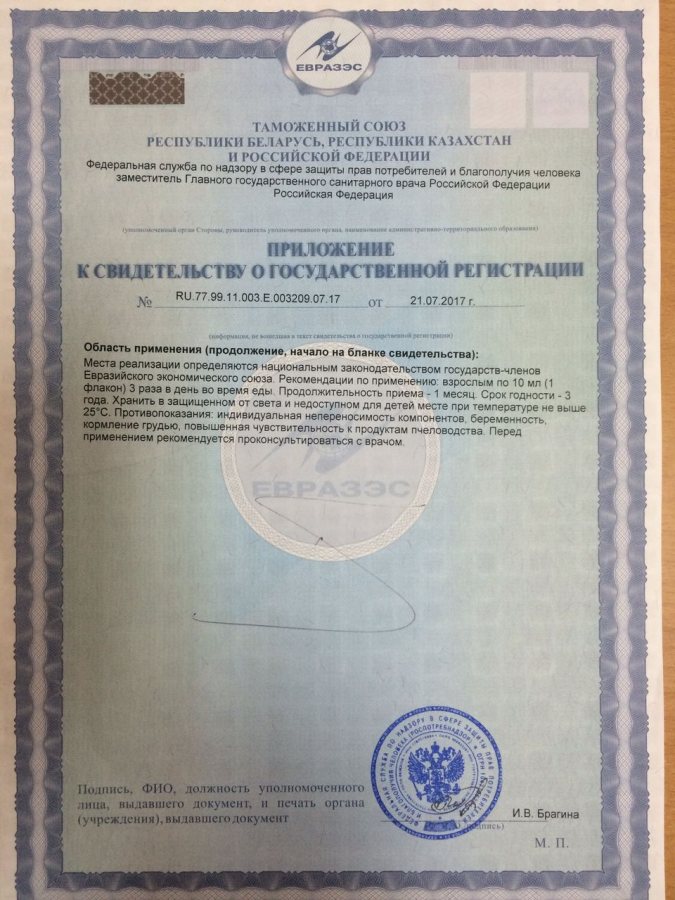 ЕВРАЗЭС
ТАМОЖЕННЫЙ СОЮЗ
РЕСПУБЛИКИ БЕЛАРУСЬ, РЕСПУБЛИКИ КАЗАХСТАН
И РОССИЙСКОЙ ФЕДЕРАЦИИ
Федеральная служба по надзору в сфере защиты прав потребителей и благополучия человека
заместитель Главного государственного санитарного врача Российской Федерации
Российская Федерация
(уполномоченный орган Стороны, руководитель уполномоченного органа, наименование административно-территориального образования)
ПРИЛОЖЕНИЕ
К СВИДЕТЕЛЬСТВУ О ГОСУДАРСТВЕННОЙ РЕГИСТРАЦИИ
№ RU.77.99.11.003.E.003209.07.17 от 21.07.2017 г.
(информация, не вошедшая в текст свидетельства о государственной регистрации)
Область применения (продолжение, начало на бланке свидетельства):
Места реализации определяются национальным законодательством государств-членов
Евразийского экономического союза. Рекомендации по применению: взрослым по 10 мл (1
флакон) 3 раза в день во время еды. Продолжительность приема - 1 месяц. Срок годности - 3
года. Хранить в защищенном от света и недоступном для детей месте при температуре не выше
25°С. Противопоказания: индивидуальная непереносимость компонентов, беременность,
кормление грудью, повышенная чувствительность к продуктам пчеловодства. Перед
применением рекомендуется проконсультироваться с врачом.
ЕВРАЗЭС
Подпись, ФИО, должность уполномоченного
лица, выдавшего документ, и печать органа
(учреждения), выдавшего документ
И.В. Брагина
(подпись)
М. П.